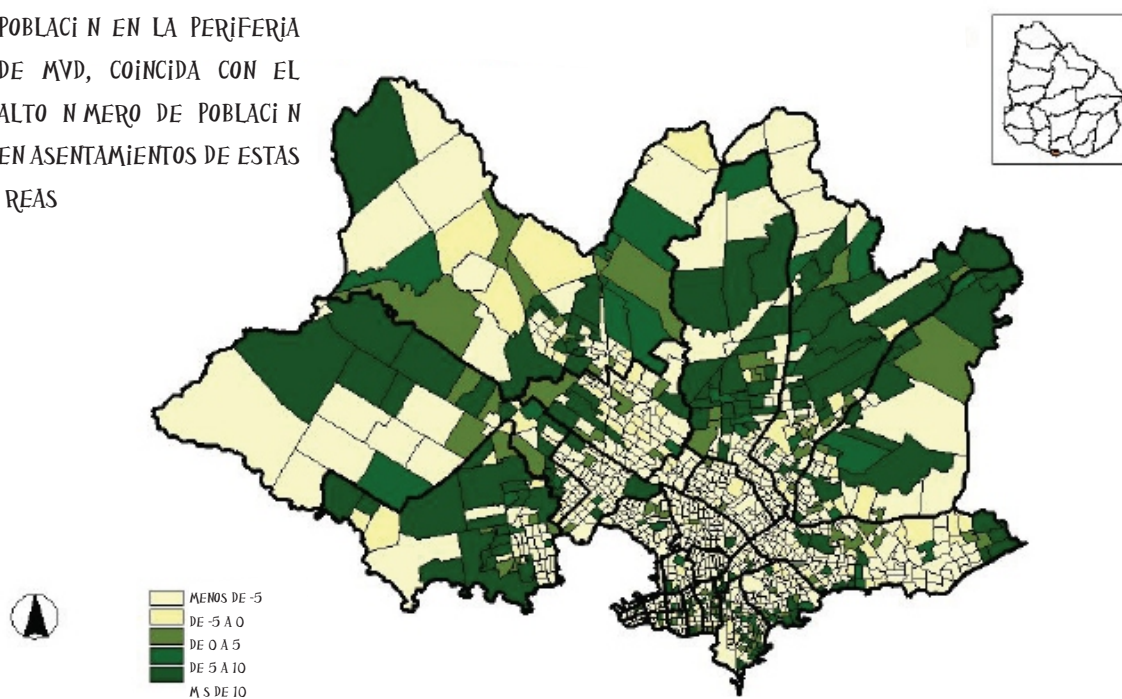 POBLACI N EN LA PERIFERIA
DE MVD, COINCIDA CON EL
ALTO N MERO DE POBLACI N
EN ASENTAMIENTOS DE ESTAS
REAS
MENOS DE -5
DE -5 A 0
DE 0 A 5
DE 5 A 10
M S DE 10